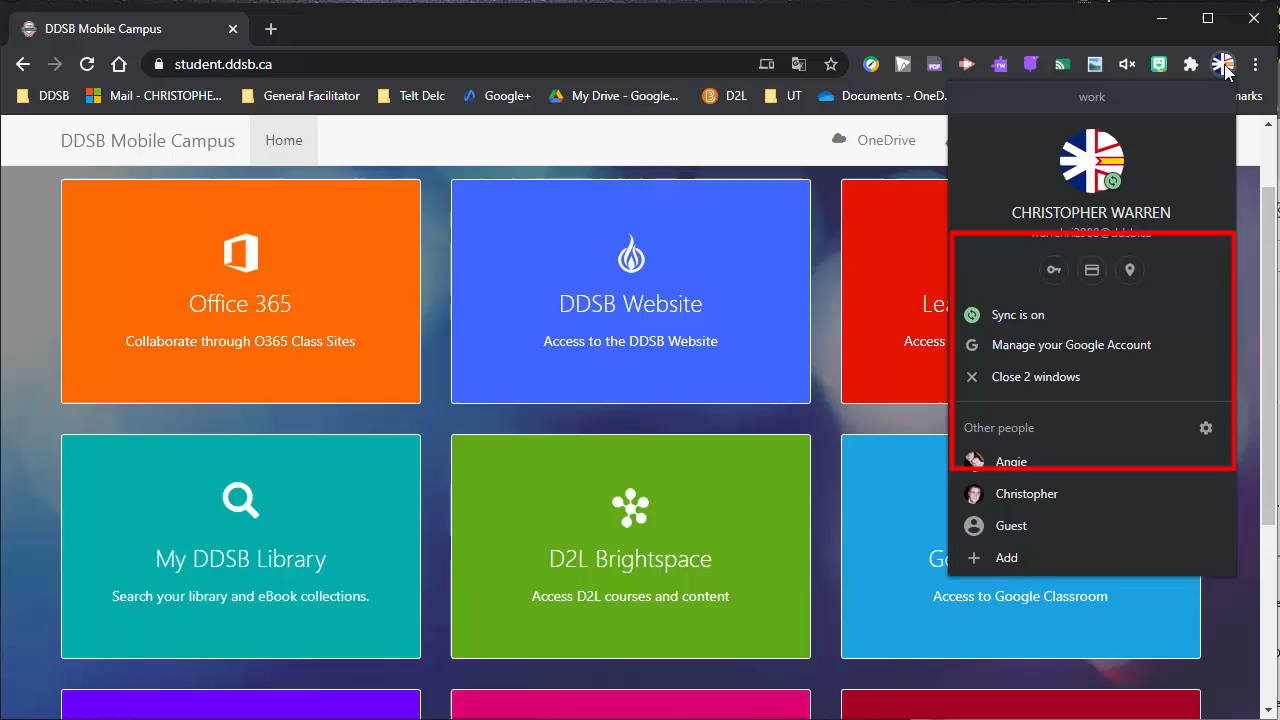 DDSB Mobile Campus
student.ddsb.ca
DDSB
Mail - CHRISTOPHE...
General Facilitator
Telt Delc
Google+
My Drive - Google...
D2L
UT
Documents - OneD...
work
DDSB Mobile Campus
Home
OneDrive
CHRISTOPHER WARREN
Office 365
Collaborate through O365 Class Sites
DDSB Website
Access to the DDSB Website
Access
Sync is on
Manage your Google Account
Close 2 windows
Other people
Angie
Christopher
Guest
Add
My DDSB Library
Search your library and eBook collections.
D2L Brightspace
Access D2L courses and content
Access to Google Classroom